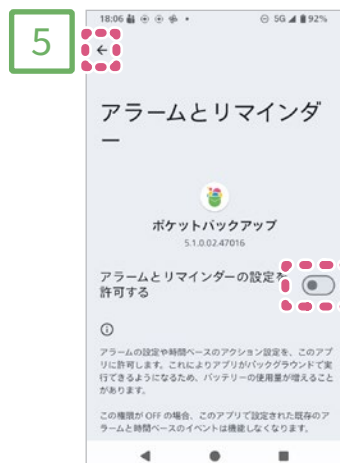 5
18:06 5G 92%
アラームとリマインダ
ー
ポケットバックアップ
5.1.0.02.47016
アラームとリマインダーの設定を
許可する
アラームの設定や時間ベースのアクション設定を、このアプ
リに許可します。これによりアプリがバックグラウンドで実
行できるようになるため、バッテリーの使用量が増えること
があります。
この権限が OFF の場合、このアプリで設定された既存のア
ラームと時間ベースのイベントは機能しなくなります。